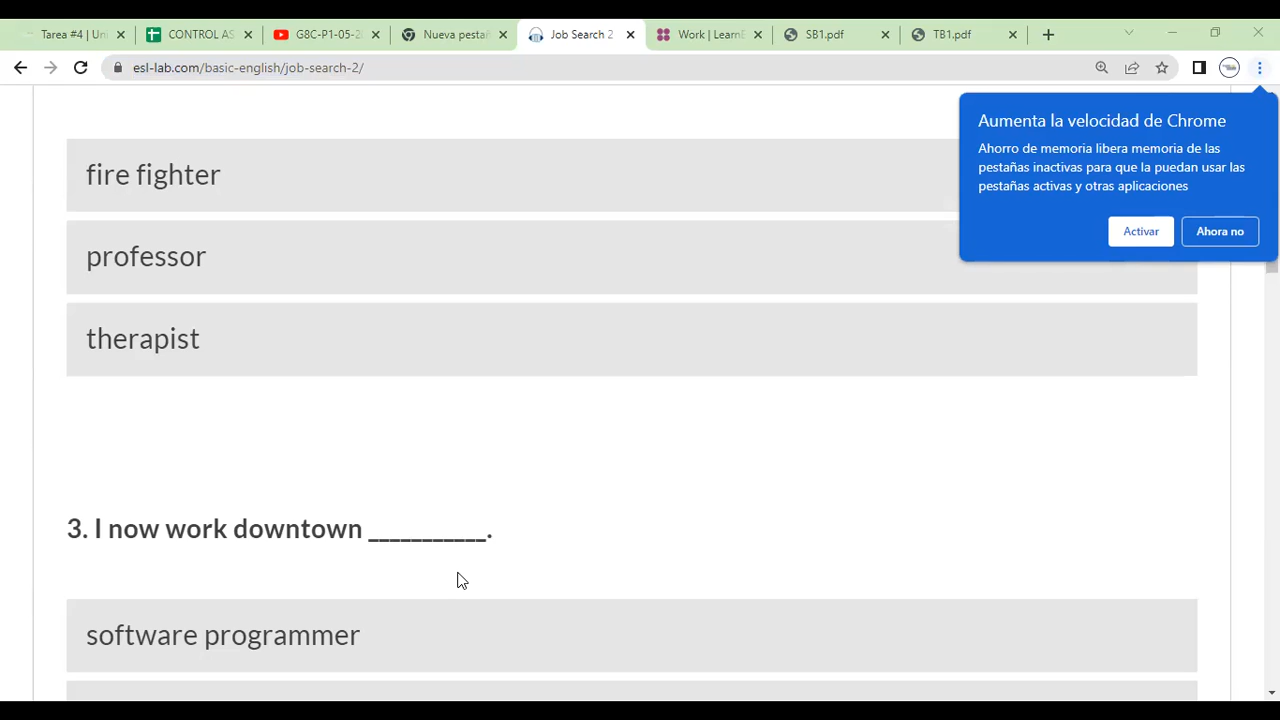 Tarea #4 | Un
CONTROL AS
G8C-P1-05-2
Nueva pestañ
Job Search 2
Work | LearnE
SB1.pdf
TB1.pdf
esl-lab.com/basic-english/job-search-2/
Aumenta la velocidad de Chrome
Ahorro de memoria libera memoria de las
pestañas inactivas para que la puedan usar las
pestañas activas y otras aplicaciones
Activar
Ahora no
fire fighter
professor
therapist
3. I now work downtown ___________.
software programmer